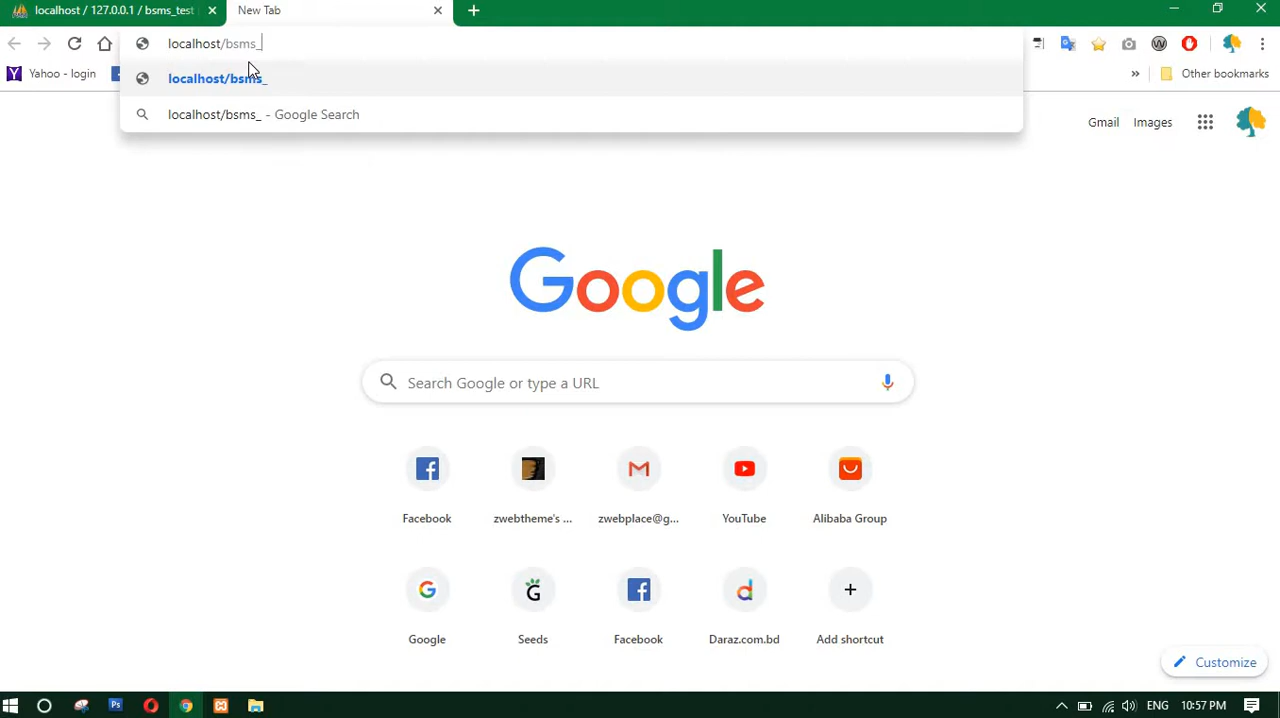 localhost / 127.0.0.1 / bsms_test
New Tab
localhost/bsms_
Yahoo - login
Other bookmarks
localhost/bsms_
localhost/bsms_ - Google Search
Gmail
Images
Google
Search Google or type a URL
Facebook
zwebtheme's ...
zwebplace@g...
YouTube
Alibaba Group
Google
Seeds
Facebook
Daraz.com.bd
Add shortcut
Customize
ENG
10:57 PM